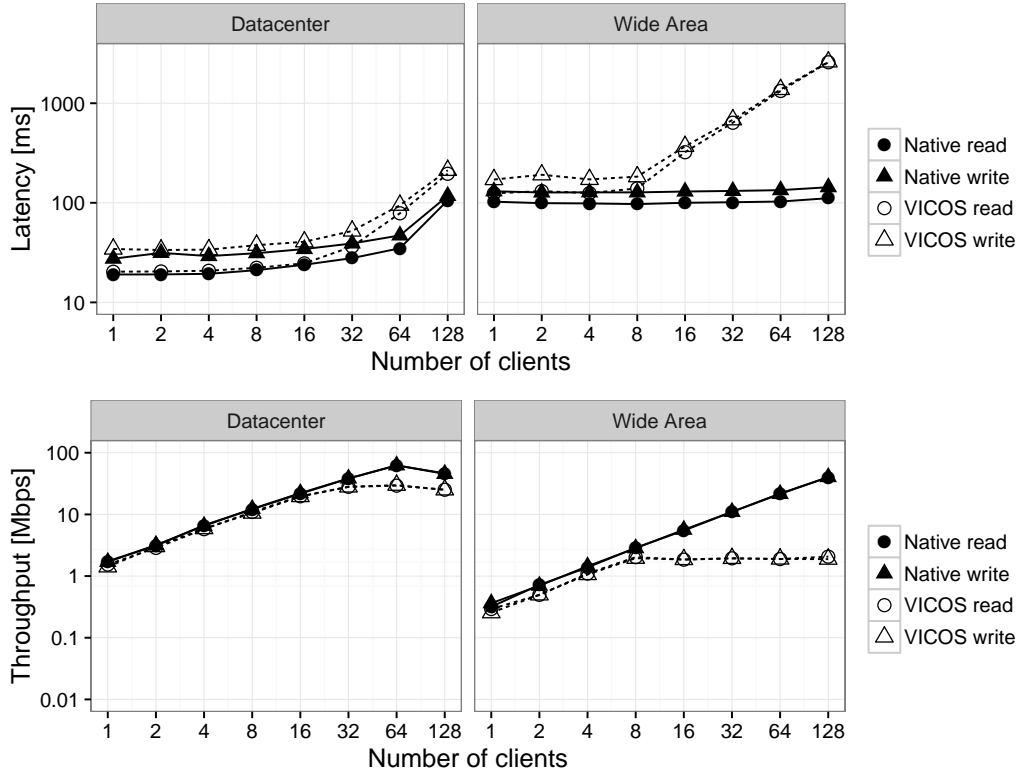 Datacenter
Wide Area
Latency [ms]
1000
100
10
1 2 4 8 16 32 64 128
1 2 4 8 16 32 64 128
Number of clients
Native read
Native write
VICOS read
VICOS write
Datacenter
Wide Area
Throughput [Mbps]
100
10
1
0.1
0.01
1 2 4 8 16 32 64 128
1 2 4 8 16 32 64 128
Number of clients
Native read
Native write
VICOS read
VICOS write